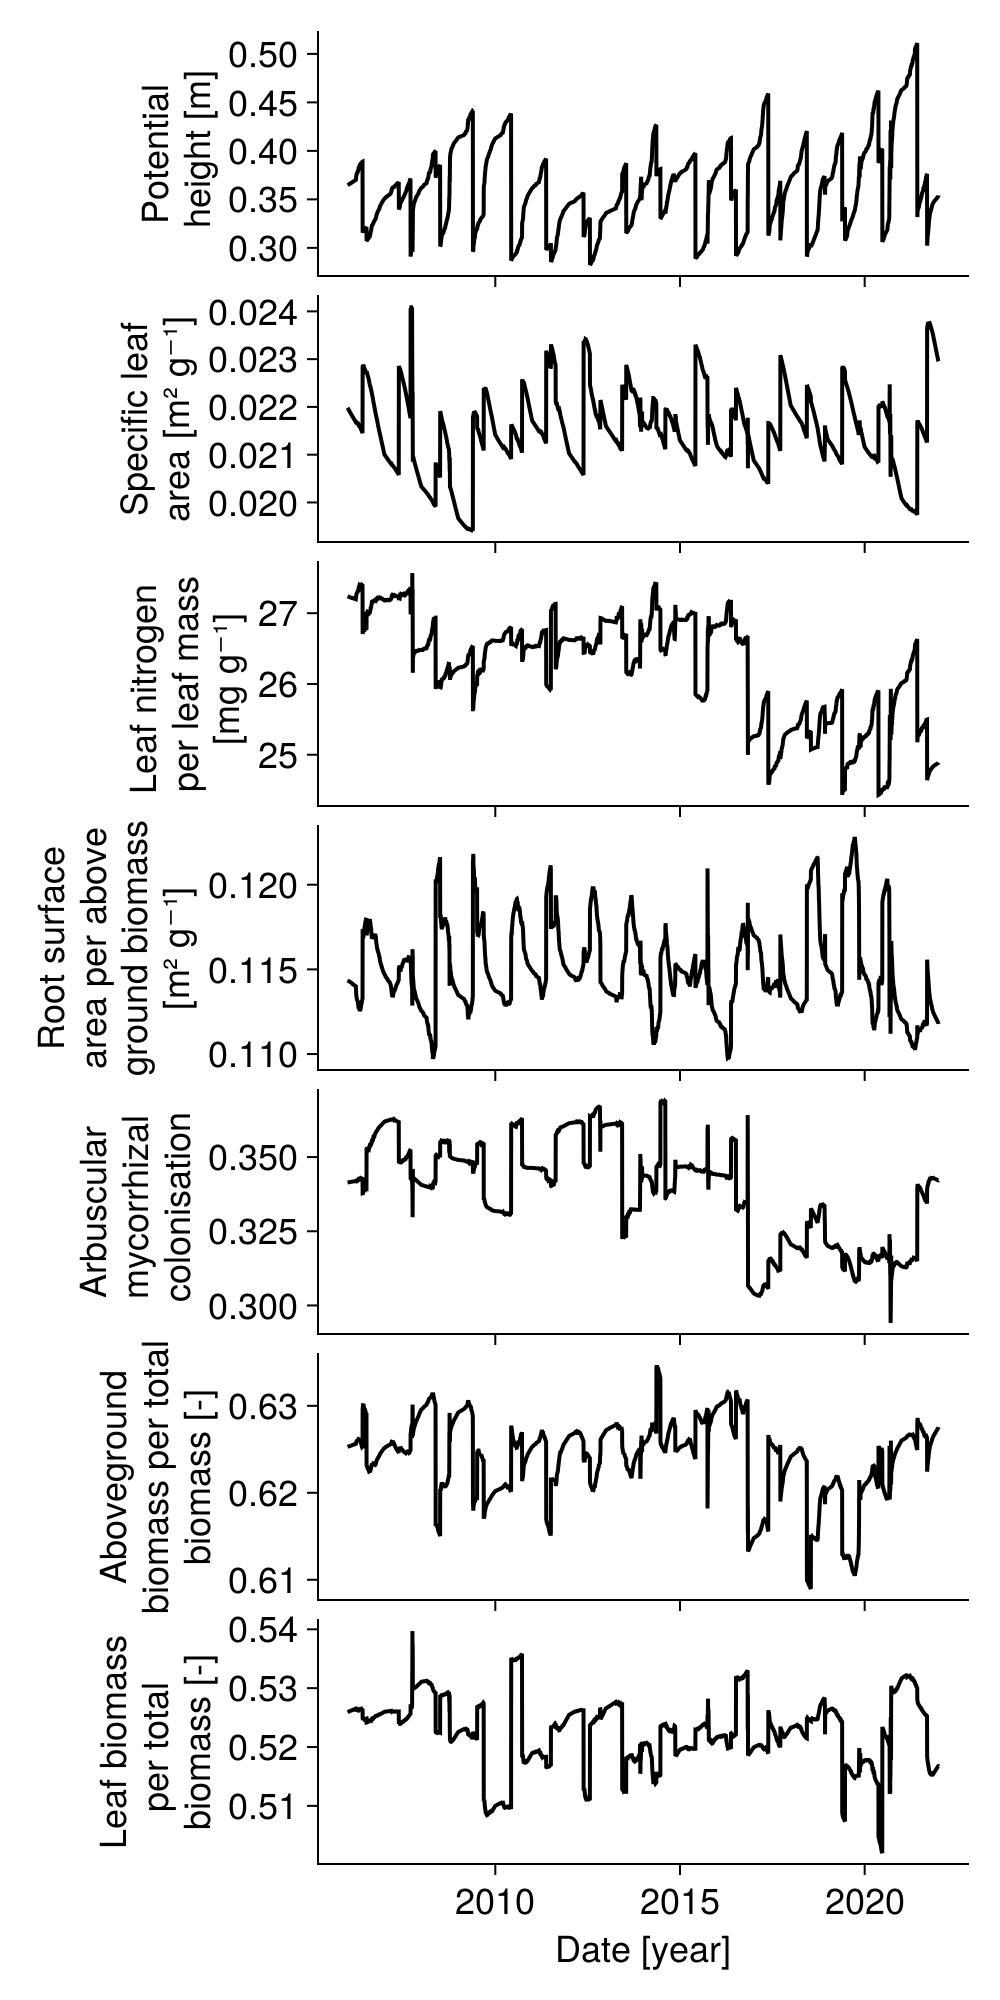 Potential
height [m]
0.50
0.45
0.40
0.35
0.30
Specific leaf
area [m² g⁻¹]
0.024
0.023
0.022
0.021
0.020
Leaf nitrogen
per leaf mass
[mg g⁻¹]
27
26
25
Root surface
area per above
ground biomass
[m² g⁻¹]
0.120
0.115
0.110
Arbuscular
mycorrhizal
colonisation
0.350
0.325
0.300
Aboveground
biomass per total
biomass [-]
0.63
0.62
0.61
Leaf biomass
per total
biomass [-]
0.54
0.53
0.52
0.51
2010 2015 2020
Date [year]